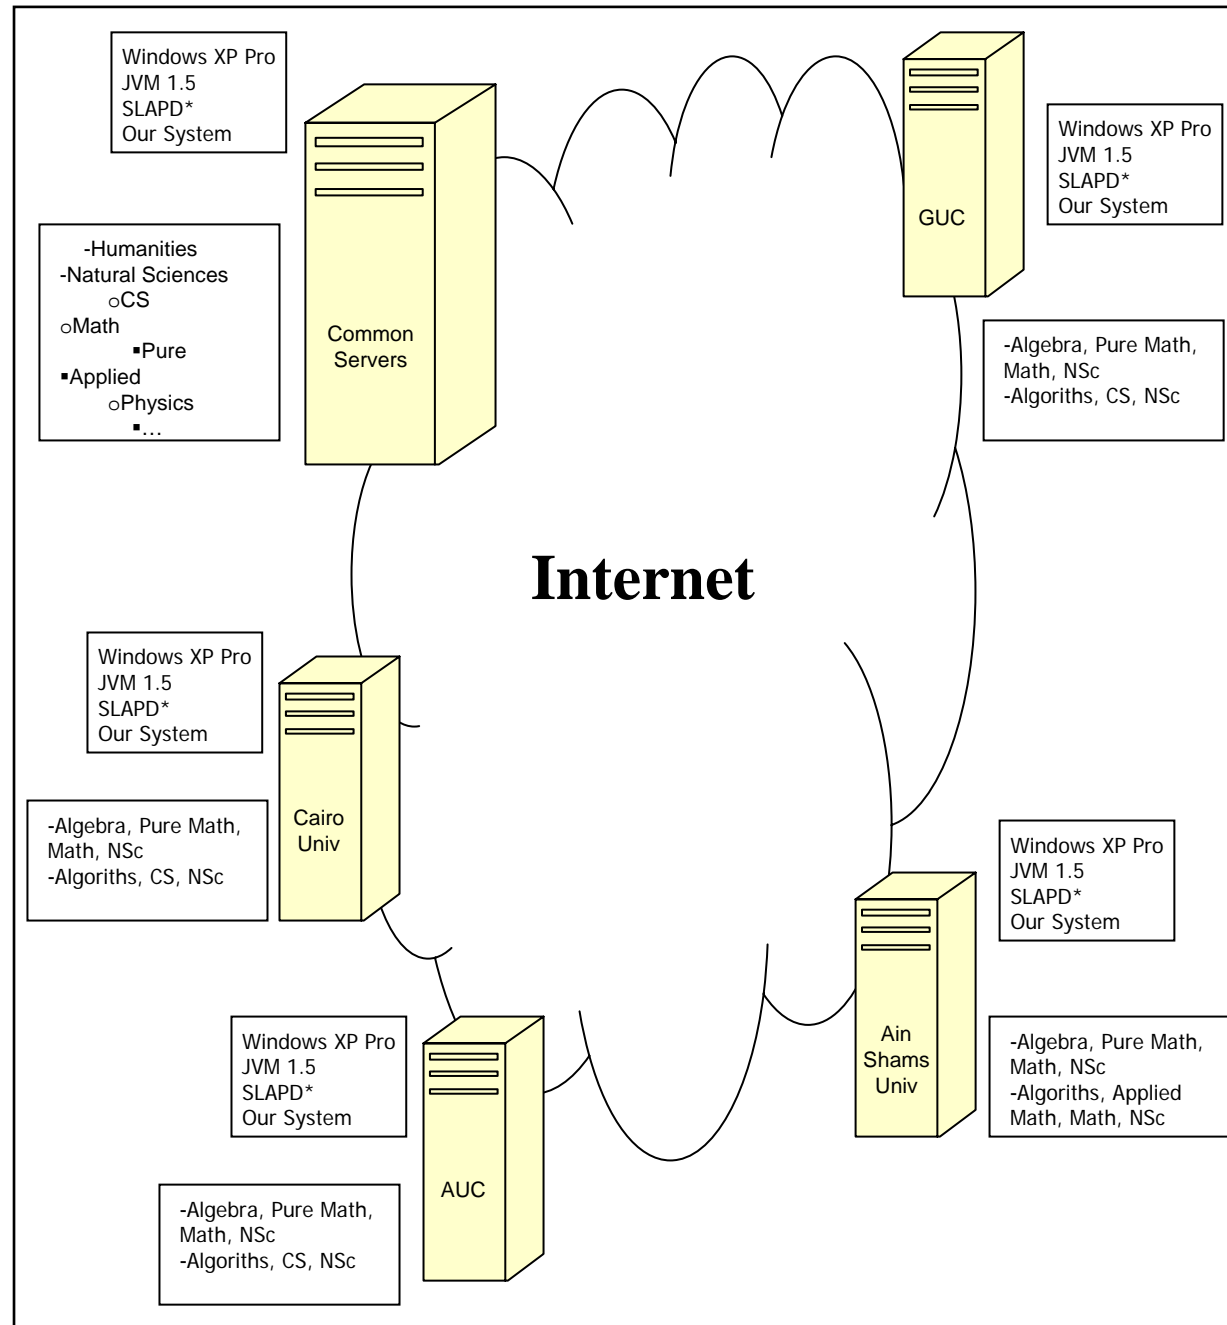 Windows XP Pro
JVM 1.5
SLAPD*
Our System
-Humanities
-Natural Sciences
oCS
oMath
▪Pure
▪Applied
oPhysics
▪...
Common
Servers
GUC
Windows XP Pro
JVM 1.5
SLAPD*
Our System
-Algebra, Pure Math,
Math, NSc
-Algoriths, CS, NSc
Internet
Windows XP Pro
JVM 1.5
SLAPD*
Our System
-Algebra, Pure Math,
Math, NSc
-Algoriths, CS, NSc
Cairo
Univ
Windows XP Pro
JVM 1.5
SLAPD*
Our System
Ain
Shams
Univ
-Algebra, Pure Math,
Math, NSc
-Algoriths, Applied
Math, Math, NSc
Windows XP Pro
JVM 1.5
SLAPD*
Our System
AUC
-Algebra, Pure Math,
Math, NSc
-Algoriths, CS, NSc